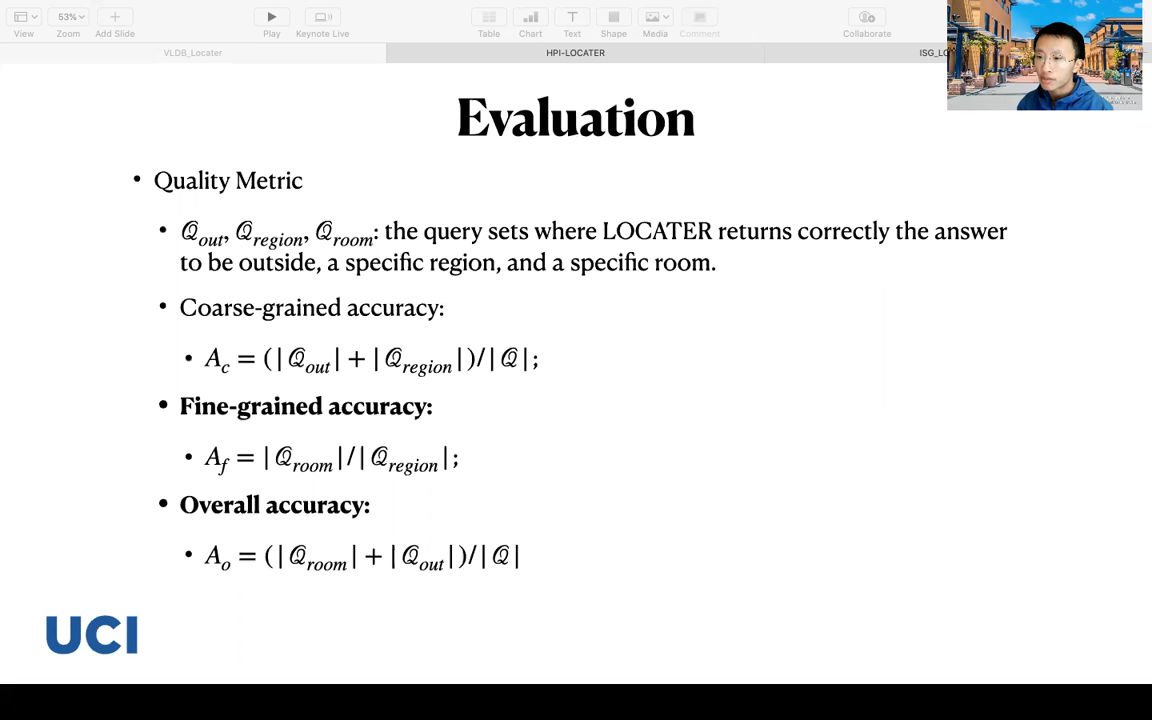 53%
View
Zoom
Add Slide
Play
Keynote Live
Table
Chart
Text
Shape
Media
Comment
Collaborate
VLDB_Locater
HPI-LOCATER
Evaluation
• Quality Metric
• 𝒬out, 𝒬region, 𝒬room: the query sets where LOCATER returns correctly the answer
to be outside, a specific region, and a specific room.
• Coarse-grained accuracy:
• Ac = (|𝒬out| + |𝒬region|)/|𝒬|;
• Fine-grained accuracy:
• Af = |𝒬room|/|𝒬region|;
• Overall accuracy:
• Ao = (|𝒬room| + |𝒬out|)/|𝒬|
UCI